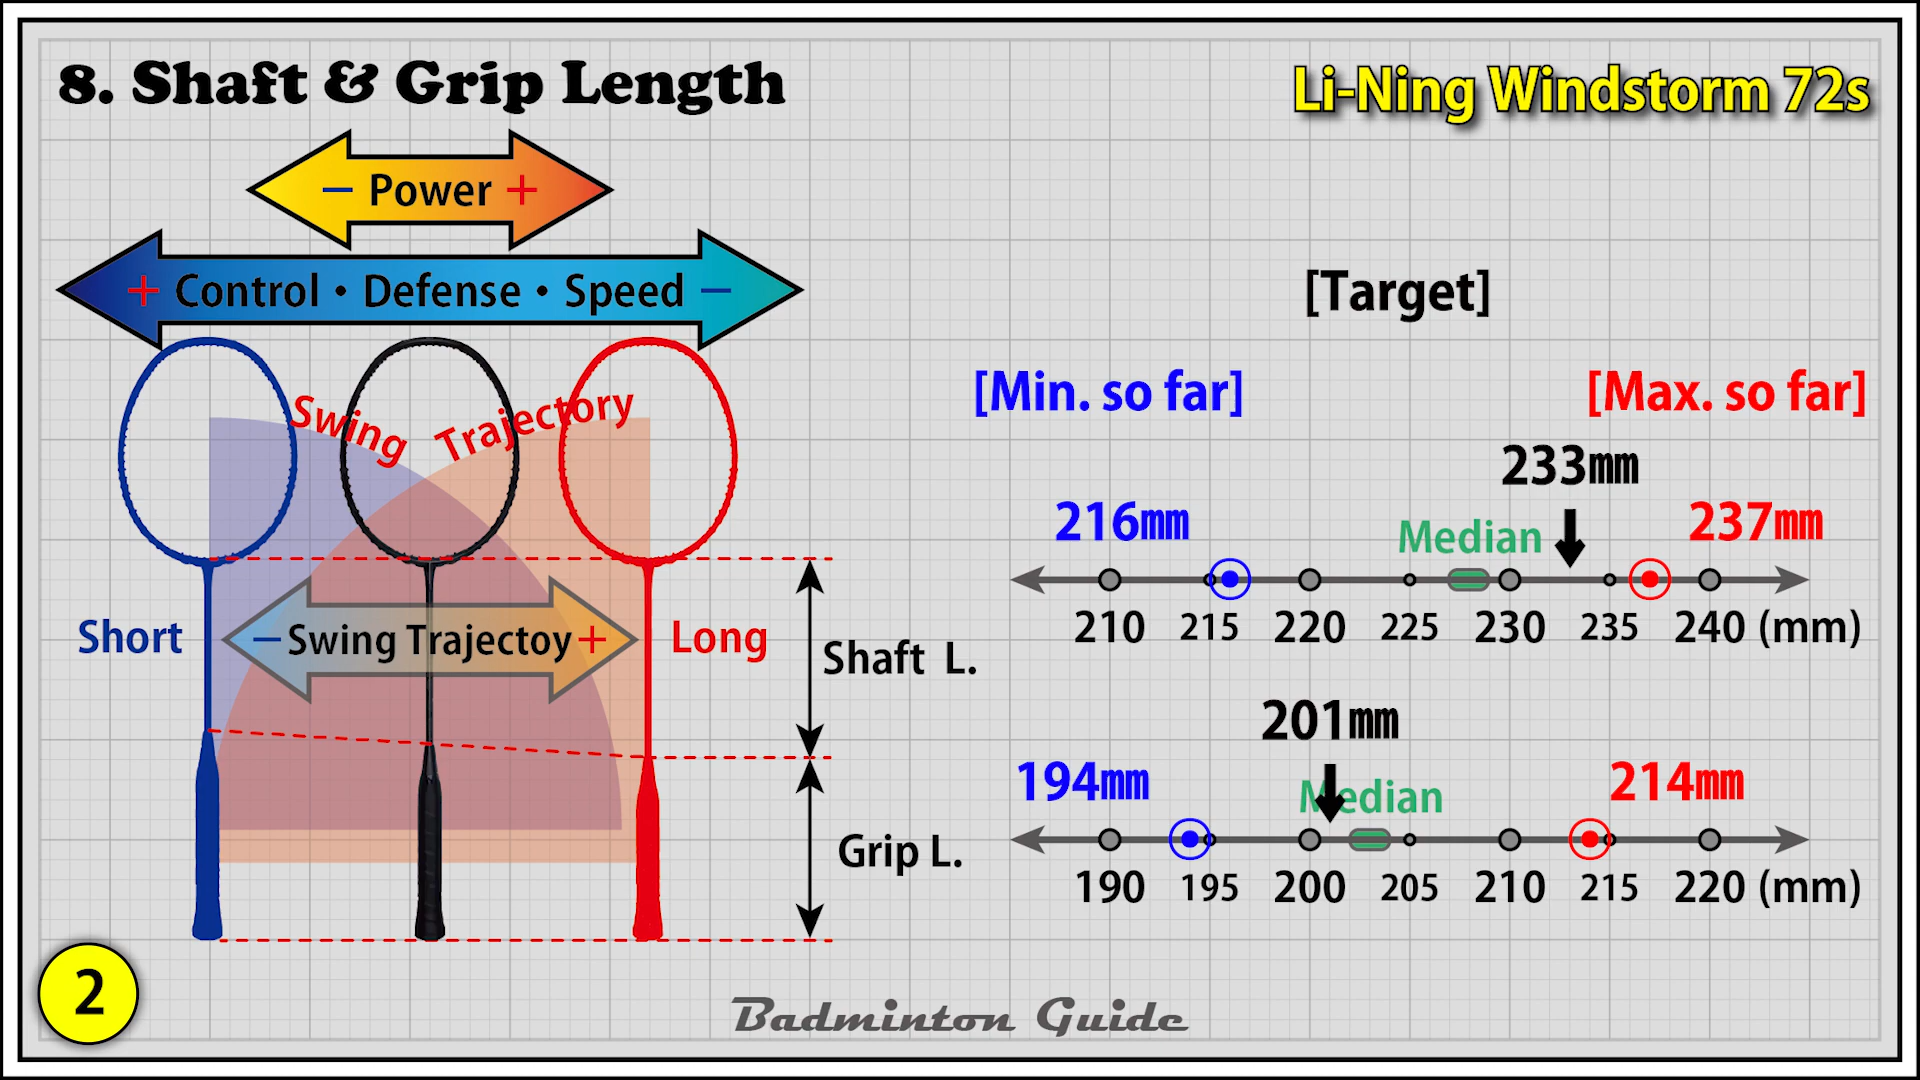 8. Shaft & Grip Length
Li-Ning Windstorm 72s
− Power +
+ Control · Defense · Speed −
[Target]
[Min. so far]
[Max. so far]
Swing Trajectory
233mm
216mm
Median
237mm
210 215 220 225 230 235 240 (mm)
Short
− Swing Trajectoy +
Long
Shaft L.
201mm
194mm
Median
214mm
Grip L.
190 195 200 205 210 215 220 (mm)
2
Badminton Guide